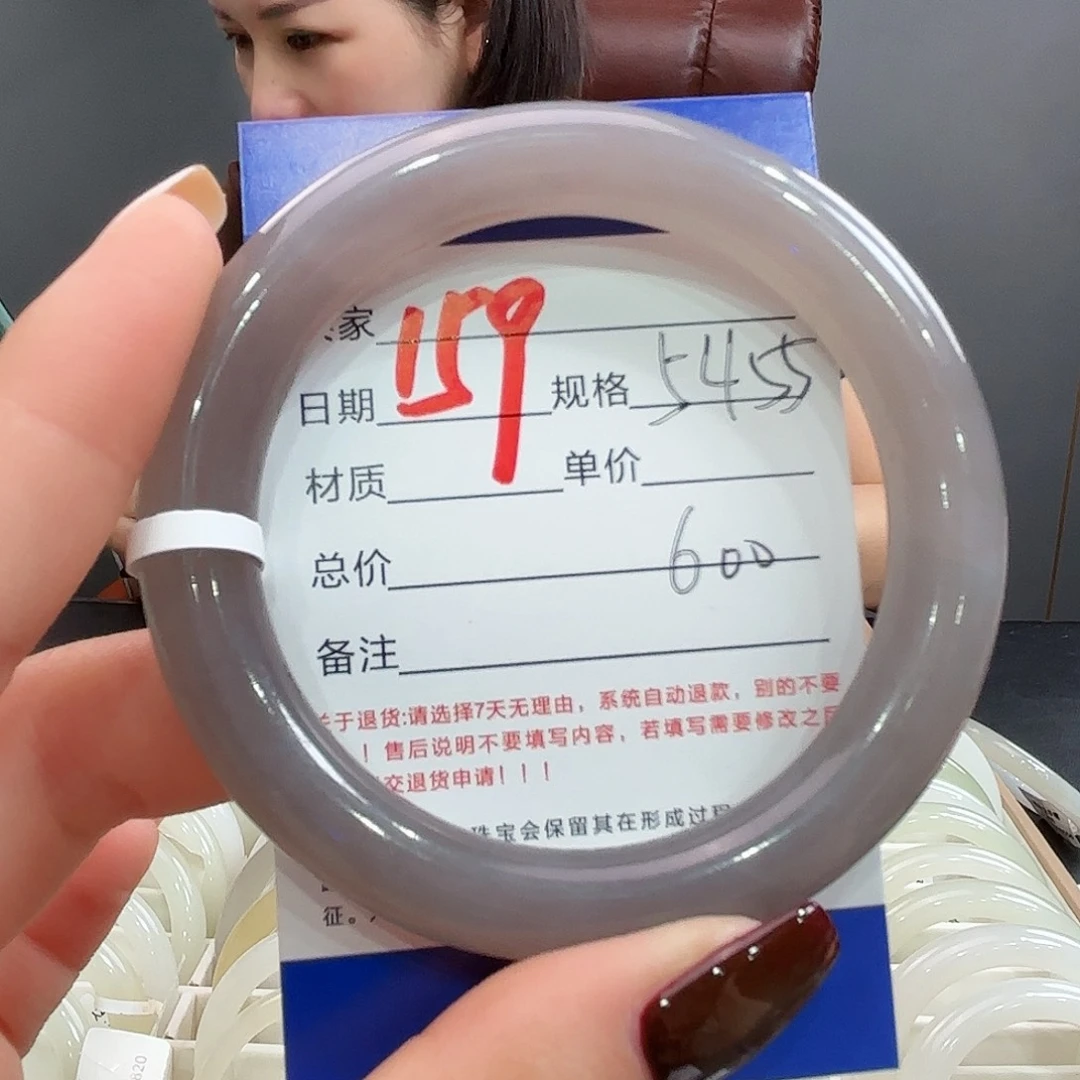 家 159
日期 规格 5455
材质 单价
总价 600
备注
于退货:请选择7天无理由，系统自动退款，别的不要
！售后说明不要填写内容，若填写需要修改之后
交退货申请！！！
珠宝会保留其在形成过程
征。
820